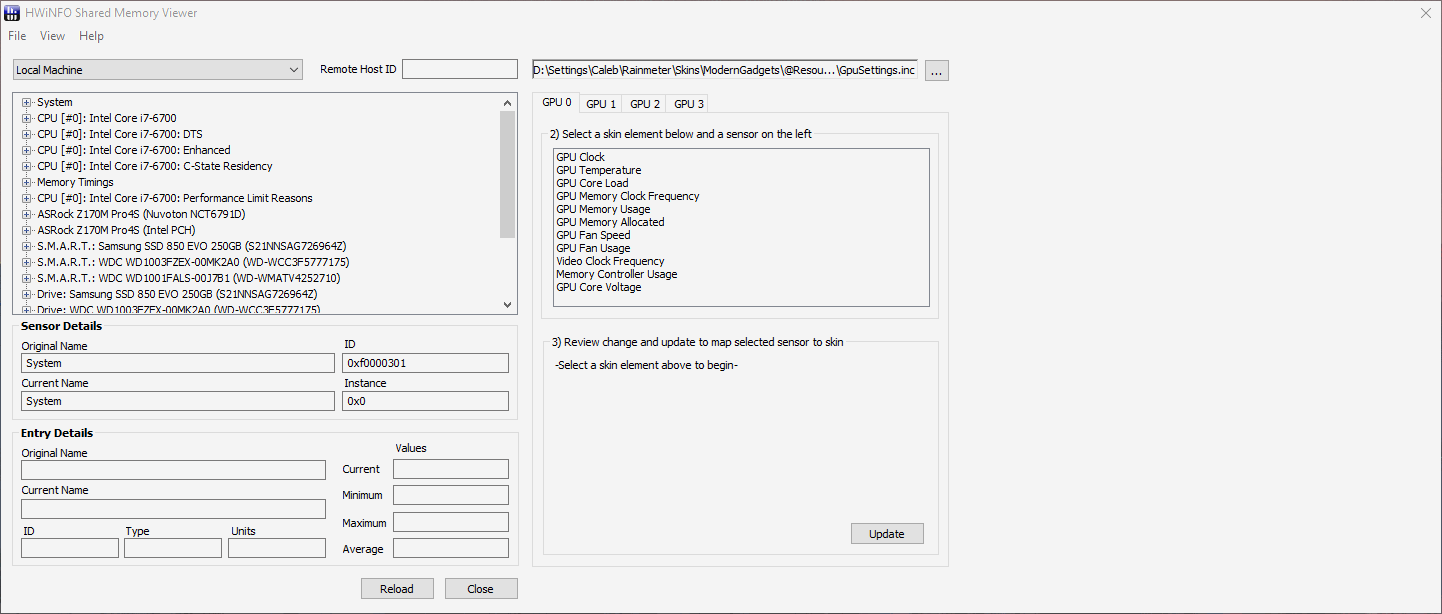 HWiNFO Shared Memory Viewer
File View Help
Local Machine
Remote Host ID
D:\Settings\Caleb\Rainmeter\Skins\ModernGadgets\@Resou...\GpuSettings.inc
...
System
CPU [#0]: Intel Core i7-6700
CPU [#0]: Intel Core i7-6700: DTS
CPU [#0]: Intel Core i7-6700: Enhanced
CPU [#0]: Intel Core i7-6700: C-State Residency
Memory Timings
CPU [#0]: Intel Core i7-6700: Performance Limit Reasons
ASRock Z170M Pro4S (Nuvoton NCT6791D)
ASRock Z170M Pro4S (Intel PCH)
S.M.A.R.T.: Samsung SSD 850 EVO 250GB (S21NNSAG726964Z)
S.M.A.R.T.: WDC WD1003FZEX-00MK2A0 (WD-WCC3F5777175)
S.M.A.R.T.: WDC WD1001FALS-00J7B1 (WD-WMATV4252710)
Drive: Samsung SSD 850 EVO 250GB (S21NNSAG726964Z)
Drive: WDC WD1003FZEX-00MK2A0 (WD-WCC3F5777175)
Sensor Details
Original Name
ID
System
0xf0000301
Current Name
Instance
System
0x0
Entry Details
Original Name
Values
Current
Current Name
Minimum
Maximum
ID Type Units
Average
Reload
Close
GPU 0 GPU 1 GPU 2 GPU 3
2) Select a skin element below and a sensor on the left
GPU Clock
GPU Temperature
GPU Core Load
GPU Memory Clock Frequency
GPU Memory Usage
GPU Memory Allocated
GPU Fan Speed
GPU Fan Usage
Video Clock Frequency
Memory Controller Usage
GPU Core Voltage
3) Review change and update to map selected sensor to skin
-Select a skin element above to begin-
Update